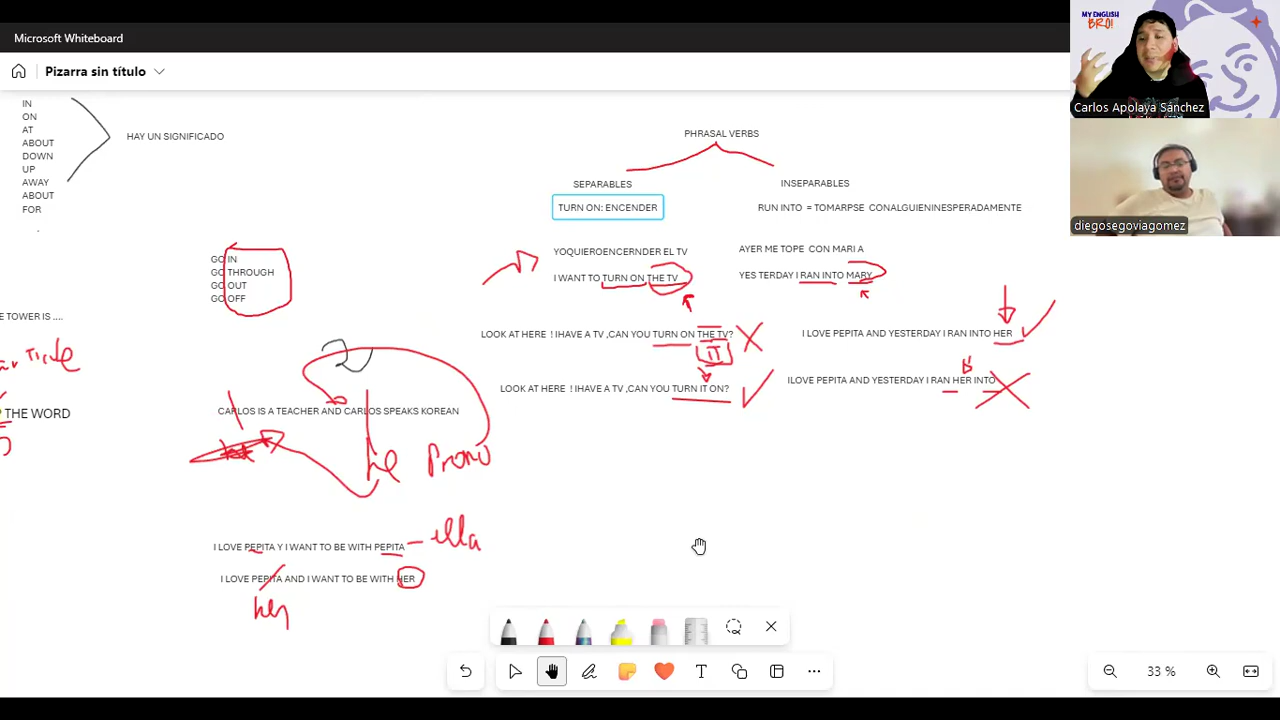 Microsoft Whiteboard
Pizarra sin título
MY ENGLISH
BRO!
Carlos Apolaya Sánchez
diegosegoviagomez
IN
ON
AT
ABOUT
DOWN
UP
AWAY
ABOUT
FOR
HAY UN SIGNIFICADO
GO IN
GO THROUGH
GO OUT
GO OFF
E TOWER IS ....
THE WORD
CARLOS IS A TEACHER AND CARLOS SPEAKS KOREAN
he Prono
I LOVE PEPITA Y I WANT TO BE WITH PEPITA
ella
I LOVE PEPITA AND I WANT TO BE WITH HER
her
PHRASAL VERBS
SEPARABLES
TURN ON: ENCENDER
YOQUIEROENCERNDER EL TV
I WANT TO TURN ON THE TV
LOOK AT HERE ! IHAVE A TV ,CAN YOU TURN ON THE TV?
IT
LOOK AT HERE ! IHAVE A TV ,CAN YOU TURN IT ON?
INSEPARABLES
RUN INTO = TOMARPSE CONALGUIENINESPERADAMENTE
AYER ME TOPE CON MARI A
YES TERDAY I RAN INTO MARY
I LOVE PEPITA AND YESTERDAY I RAN INTO HER
ILOVE PEPITA AND YESTERDAY I RAN HER INTO
33 %